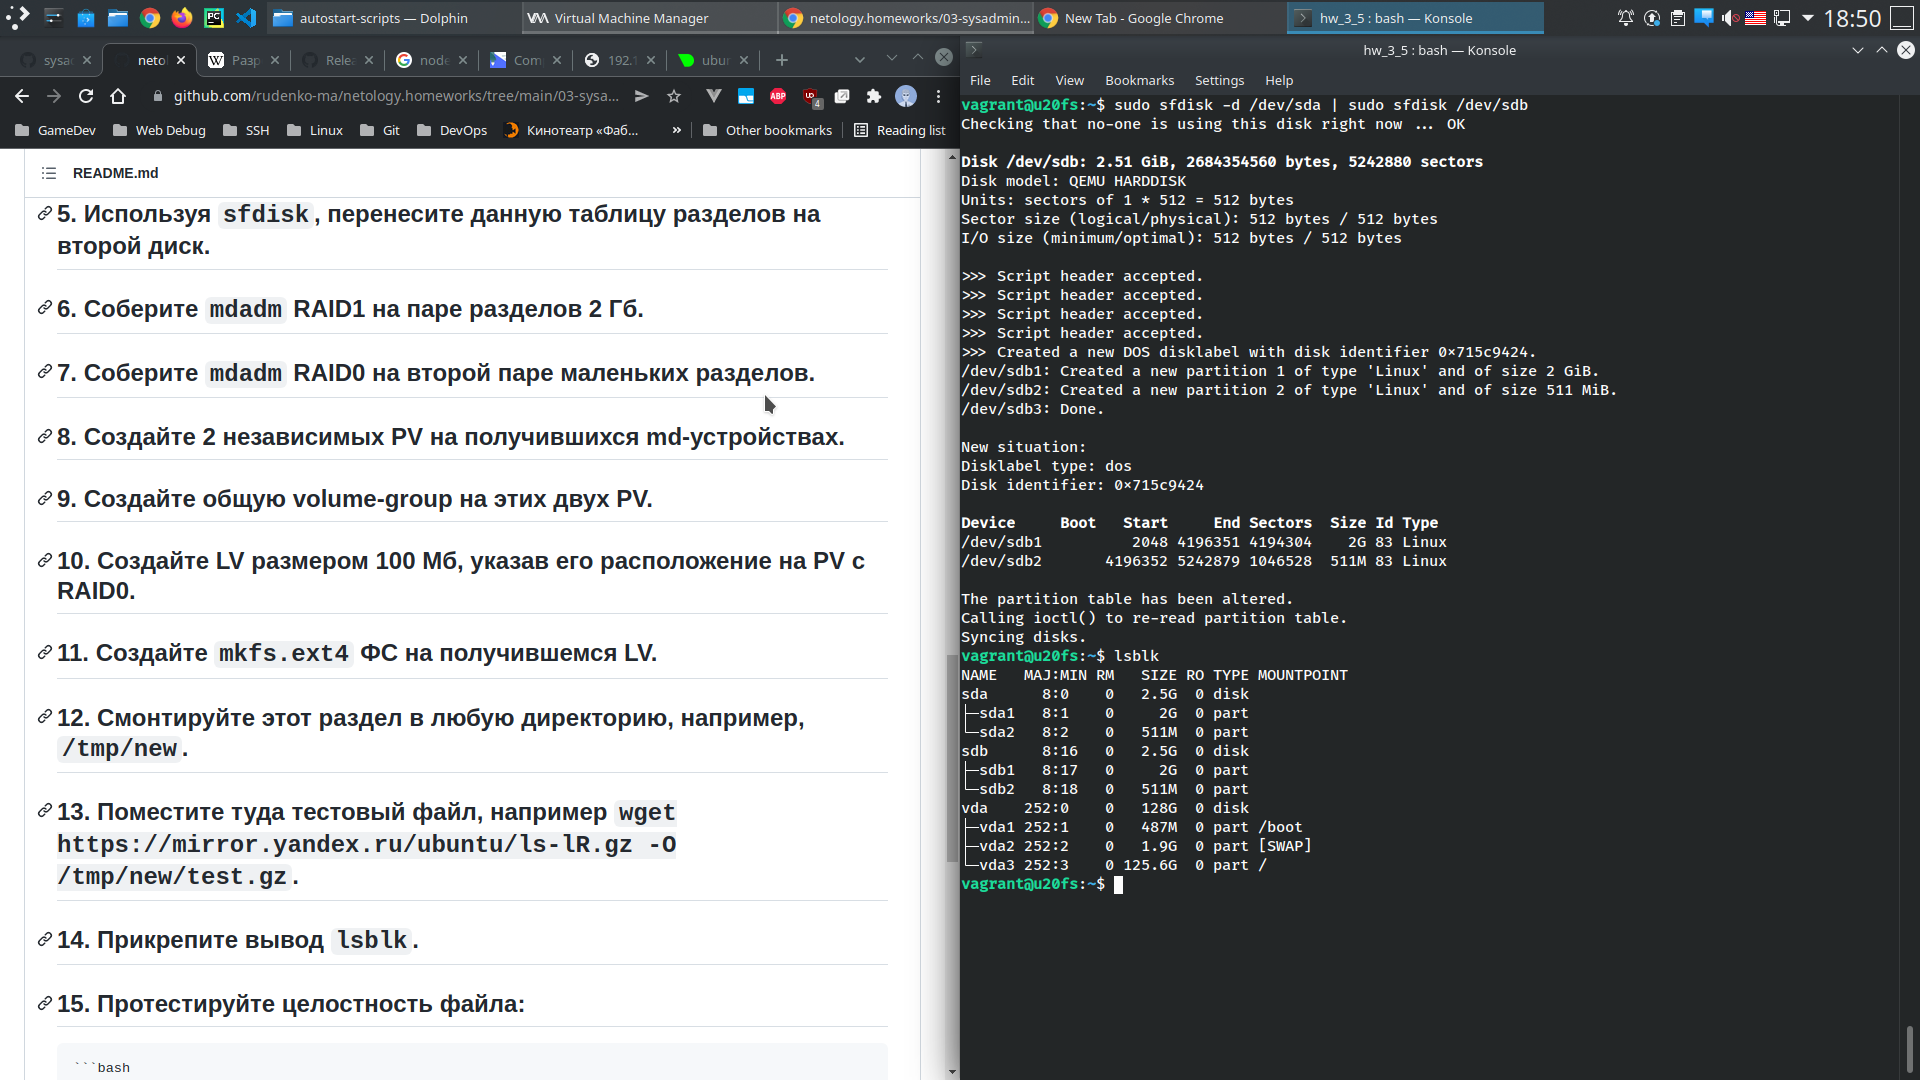 autostart-scripts — Dolphin
Virtual Machine Manager
netology.homeworks/03-sysadmin...
New Tab - Google Chrome
hw_3_5 : bash — Konsole
18:50
sysa
netol
Разр
Relea
node
Com
192.1
ubun
github.com/rudenko-ma/netology.homeworks/tree/main/03-sysa...
ABP
4
GameDev
Web Debug
SSH
Linux
Git
DevOps
Кинотеатр «Фаб...
»
Other bookmarks
Reading list
README.md
5. Используя sfdisk, перенесите данную таблицу разделов на
второй диск.
6. Соберите mdadm RAID1 на паре разделов 2 Гб.
7. Соберите mdadm RAID0 на второй паре маленьких разделов.
8. Создайте 2 независимых PV на получившихся md-устройствах.
9. Создайте общую volume-group на этих двух PV.
10. Создайте LV размером 100 Мб, указав его расположение на PV с
RAID0.
11. Создайте mkfs.ext4 ФС на получившемся LV.
12. Смонтируйте этот раздел в любую директорию, например,
/tmp/new.
13. Поместите туда тестовый файл, например wget
https://mirror.yandex.ru/ubuntu/ls-lR.gz -O
/tmp/new/test.gz.
14. Прикрепите вывод lsblk.
15. Протестируйте целостность файла:
```bash
hw_3_5 : bash — Konsole
File Edit View Bookmarks Settings Help
vagrant@u20fs:~$ sudo sfdisk -d /dev/sda | sudo sfdisk /dev/sdb
Checking that no-one is using this disk right now ... OK
Disk /dev/sdb: 2.51 GiB, 2684354560 bytes, 5242880 sectors
Disk model: QEMU HARDDISK
Units: sectors of 1 * 512 = 512 bytes
Sector size (logical/physical): 512 bytes / 512 bytes
I/O size (minimum/optimal): 512 bytes / 512 bytes
>>> Script header accepted.
>>> Script header accepted.
>>> Script header accepted.
>>> Script header accepted.
>>> Created a new DOS disklabel with disk identifier 0x715c9424.
/dev/sdb1: Created a new partition 1 of type 'Linux' and of size 2 GiB.
/dev/sdb2: Created a new partition 2 of type 'Linux' and of size 511 MiB.
/dev/sdb3: Done.
New situation:
Disklabel type: dos
Disk identifier: 0x715c9424
Device     Boot   Start     End Sectors  Size Id Type
/dev/sdb1          2048 4196351 4194304    2G 83 Linux
/dev/sdb2       4196352 5242879 1046528  511M 83 Linux
The partition table has been altered.
Calling ioctl() to re-read partition table.
Syncing disks.
vagrant@u20fs:~$ lsblk
NAME   MAJ:MIN RM   SIZE RO TYPE MOUNTPOINT
sda      8:0    0   2.5G  0 disk
├─sda1   8:1    0     2G  0 part
└─sda2   8:2    0   511M  0 part
sdb      8:16   0   2.5G  0 disk
├─sdb1   8:17   0     2G  0 part
└─sdb2   8:18   0   511M  0 part
vda    252:0    0   128G  0 disk
├─vda1 252:1    0   487M  0 part /boot
├─vda2 252:2    0   1.9G  0 part [SWAP]
└─vda3 252:3    0 125.6G  0 part /
vagrant@u20fs:~$